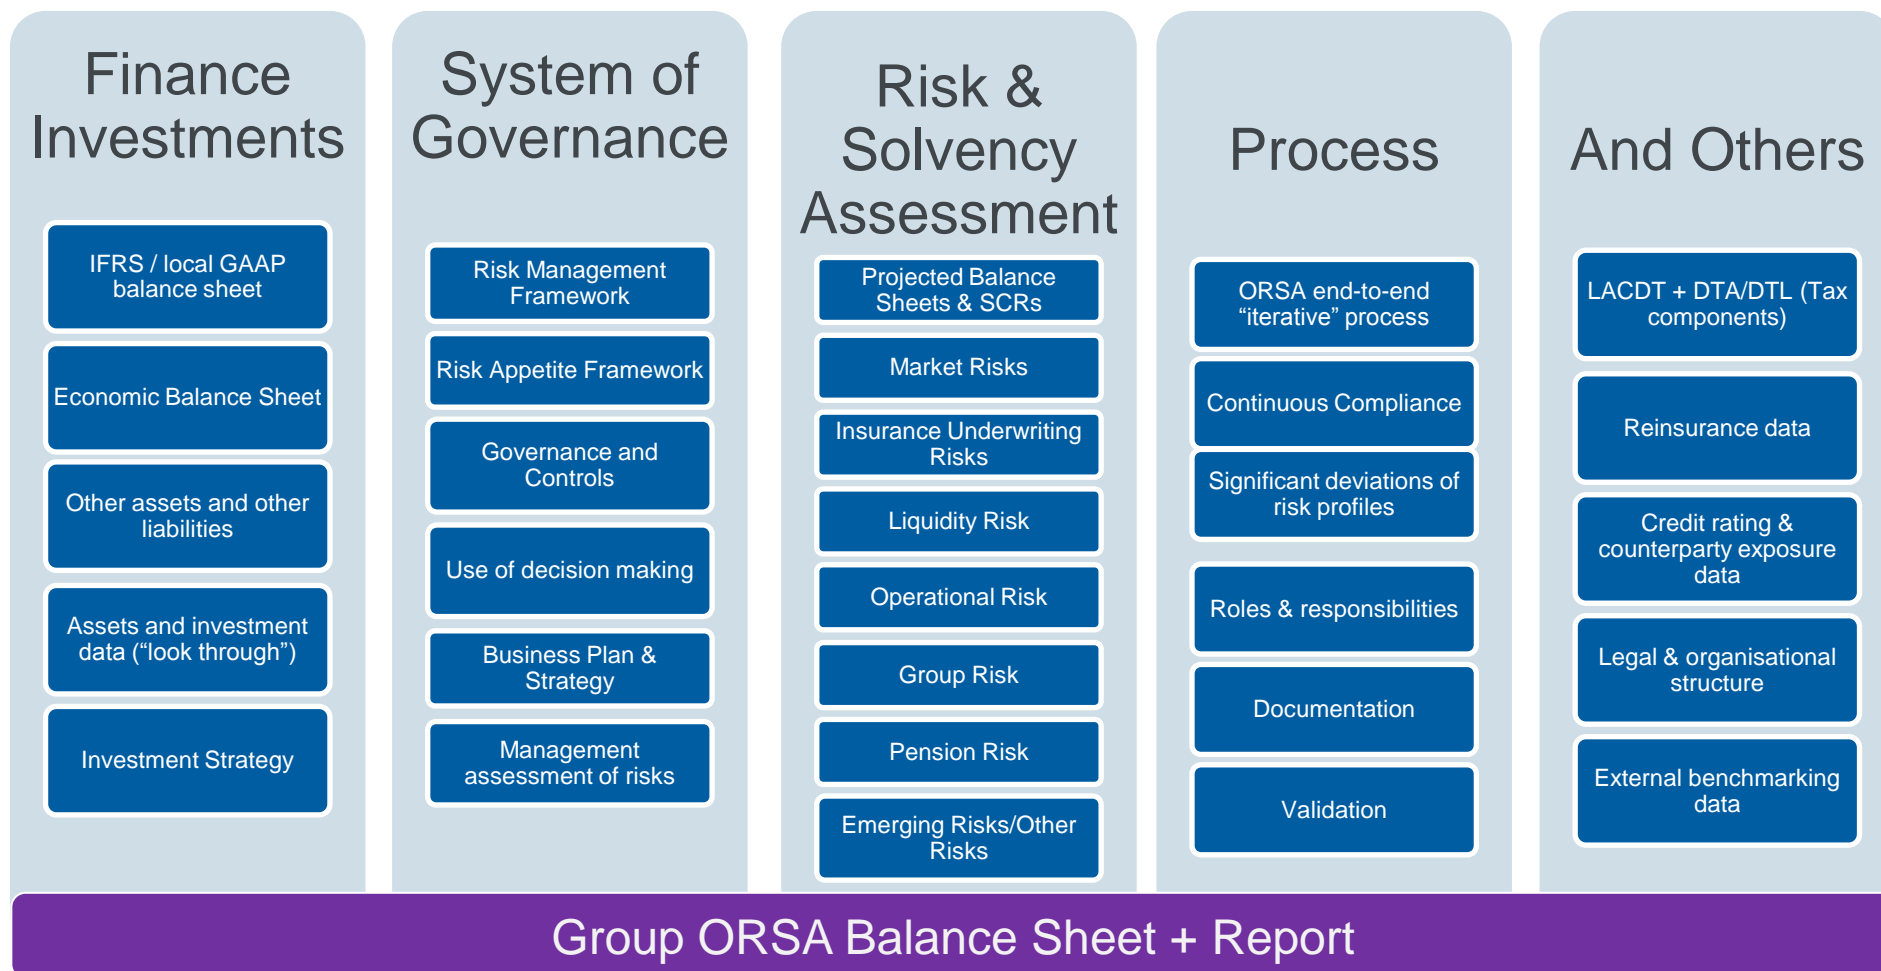 Finance
Investments
IFRS / local GAAP
balance sheet
Economic Balance Sheet
Other assets and other
liabilities
Assets and investment
data (“look through”)
Investment Strategy
System of
Governance
Risk Management
Framework
Risk Appetite Framework
Governance and
Controls
Use of decision making
Business Plan &
Strategy
Management
assessment of risks
Risk &
Solvency
Assessment
Projected Balance
Sheets & SCRs
Market Risks
Insurance Underwriting
Risks
Liquidity Risk
Operational Risk
Group Risk
Pension Risk
Emerging Risks/Other
Risks
Process
ORSA end-to-end
“iterative” process
Continuous Compliance
Significant deviations of
risk profiles
Roles & responsibilities
Documentation
Validation
And Others
LACDT + DTA/DTL (Tax
components)
Reinsurance data
Credit rating &
counterparty exposure
data
Legal & organisational
structure
External benchmarking
data
Group ORSA Balance Sheet + Report